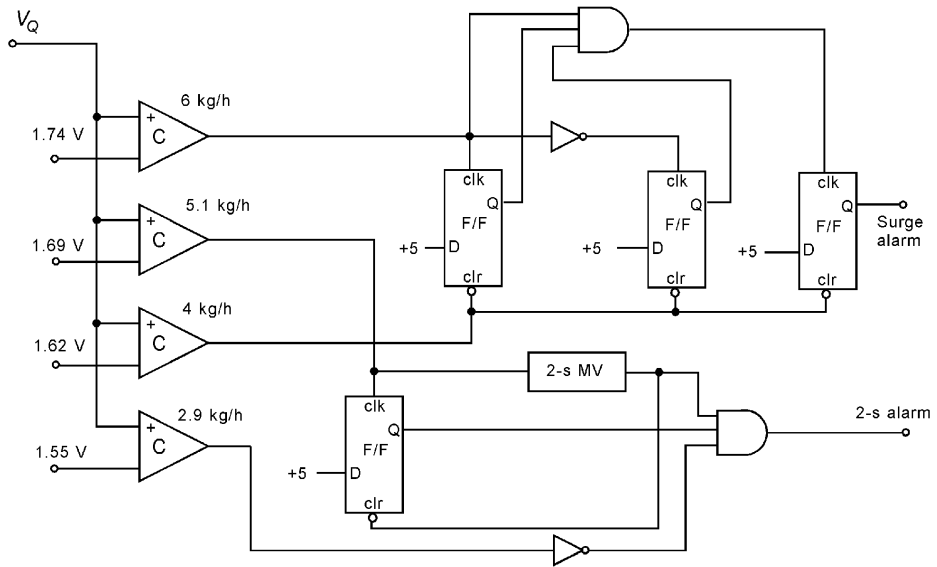 V_Q
6 kg/h
+
C
1.74 V
5.1 kg/h
+
C
1.69 V
4 kg/h
+
C
1.62 V
2.9 kg/h
+
C
1.55 V
clk
Q
F/F
+5
D
clr
clk
Q
F/F
+5
D
clr
clk
Q
F/F
+5
D
clr
Surge
alarm
2-s MV
clk
Q
F/F
+5
D
clr
2-s alarm